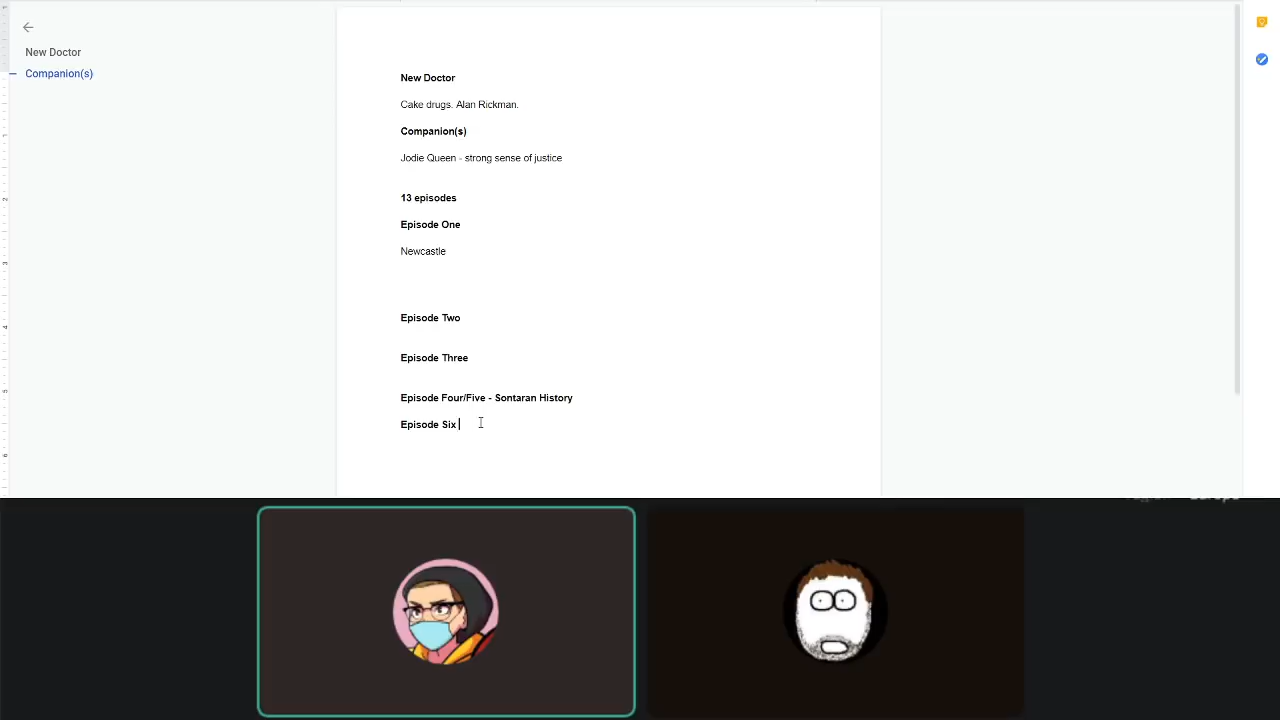 New Doctor
Companion(s)
New Doctor
Cake drugs. Alan Rickman.
Companion(s)
Jodie Queen - strong sense of justice
13 episodes
Episode One
Newcastle
Episode Two
Episode Three
Episode Four/Five - Sontaran History
Episode Six